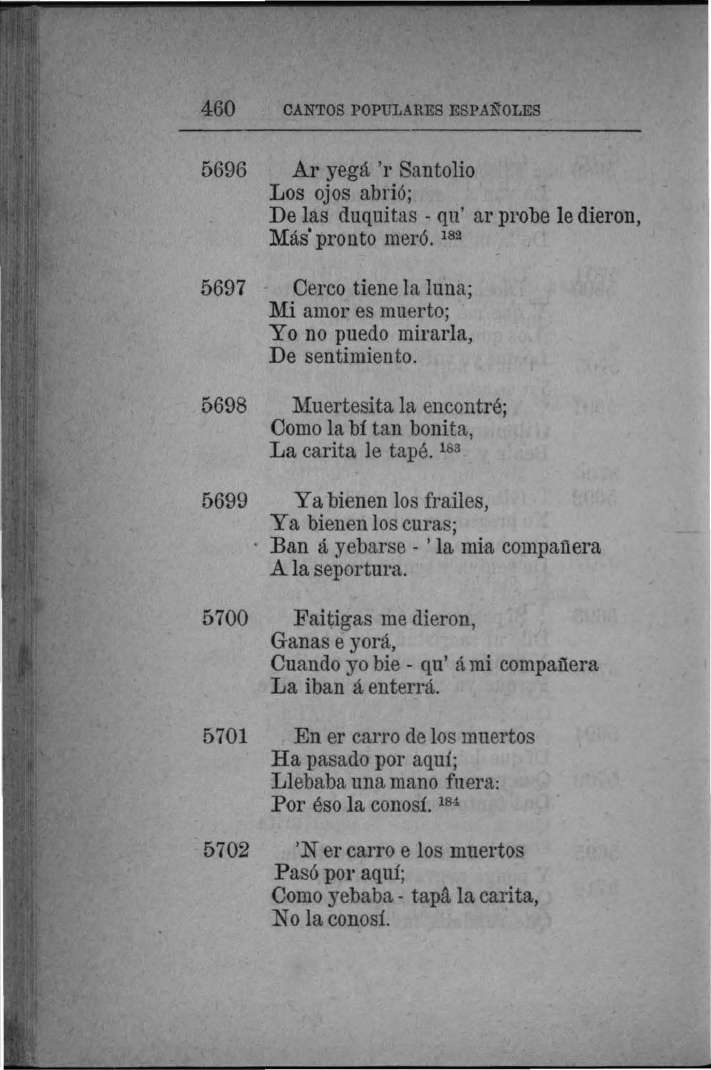 460 CANTOS POPULARES ESPAÑOLES
5696 Ar yegá 'r Santolio
Los ojos abrió;
De las duquitas - qu' ar probe le dieron,
Más pronto meró. 182
5697 Cerco tiene la luna;
Mi amor es muerto;
Yo no puedo mirarla,
De sentimiento.
5698 Muertesita la encontré;
Como la bí tan bonita,
La carita le tapé. 183
5699 Ya bienen los frailes,
Ya bienen los curas;
Ban á yebarse - ' la mia compañera
A la seportura.
5700 Faitigas me dieron,
Ganas e yorá,
Cuando yo bie - qu' á mi compañera
La iban á enterrá.
5701 En er carro de los muertos
Ha pasado por aquí;
Llebaba una mano fuera:
Por éso la conosí. 184
5702 'N er carro e los muertos
Pasó por aquí;
Como yebaba - tapâ la carita,
No la conosí.